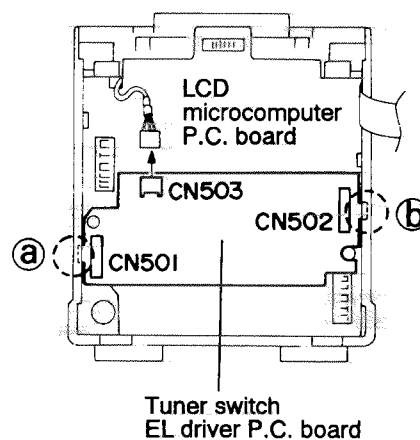 LCD
microcomputer
P.C. board
CN503
CN502
ⓑ
ⓐ
CN501
Tuner switch
EL driver P.C. board